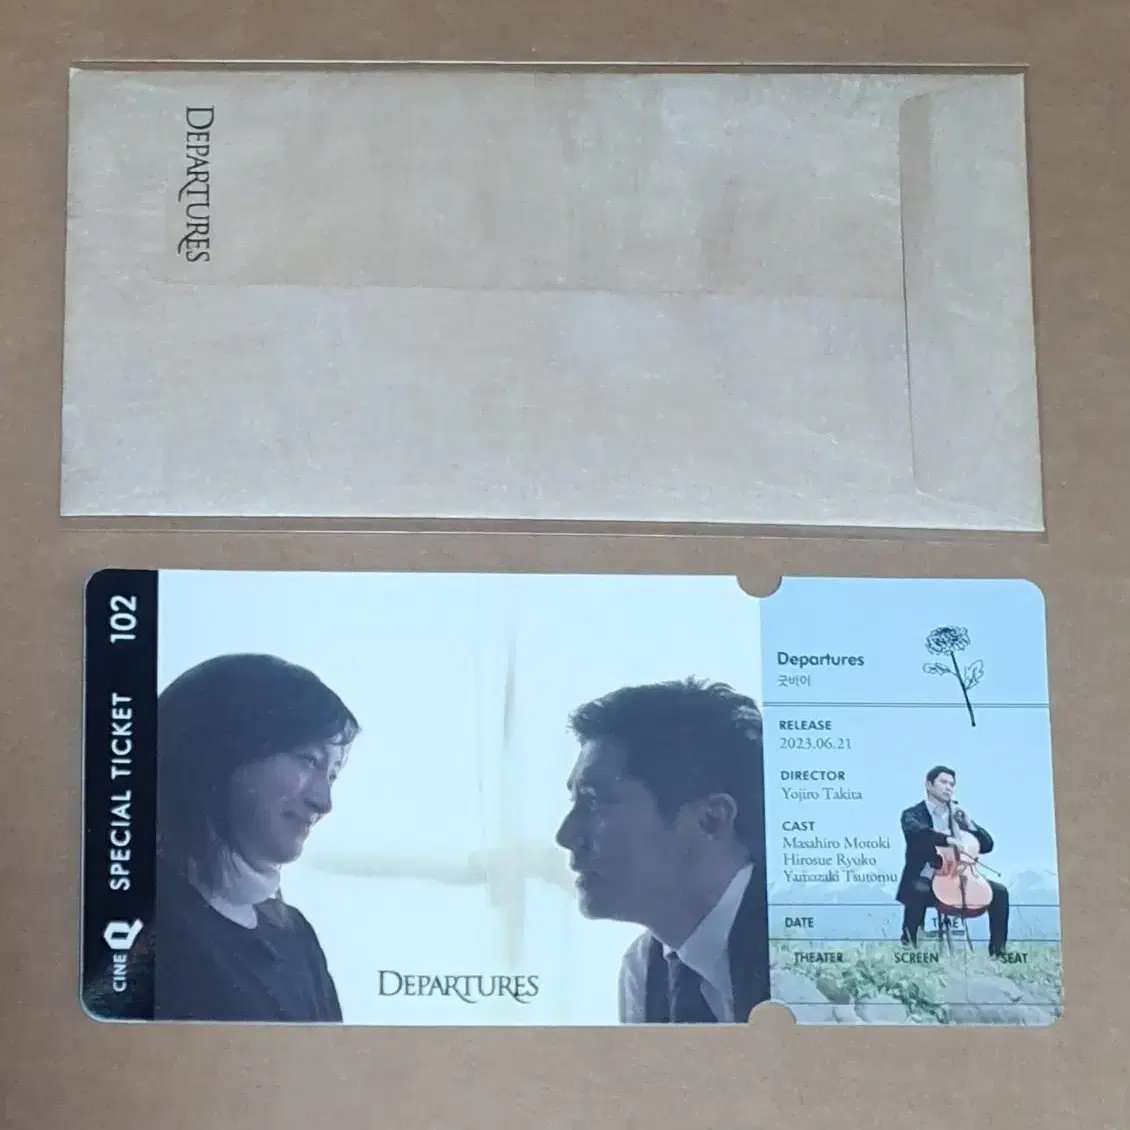 DEPARTURES
CINE Q SPECIAL TICKET 102
DEPARTURES
Departures
굿바이
RELEASE
2023.06.21
DIRECTOR
Yojiro Takita
CAST
Masahiro Motoki
Hirosue Ryoko
Yamazaki Tsutomu
DATE TIME
THEATER SCREEN SEAT